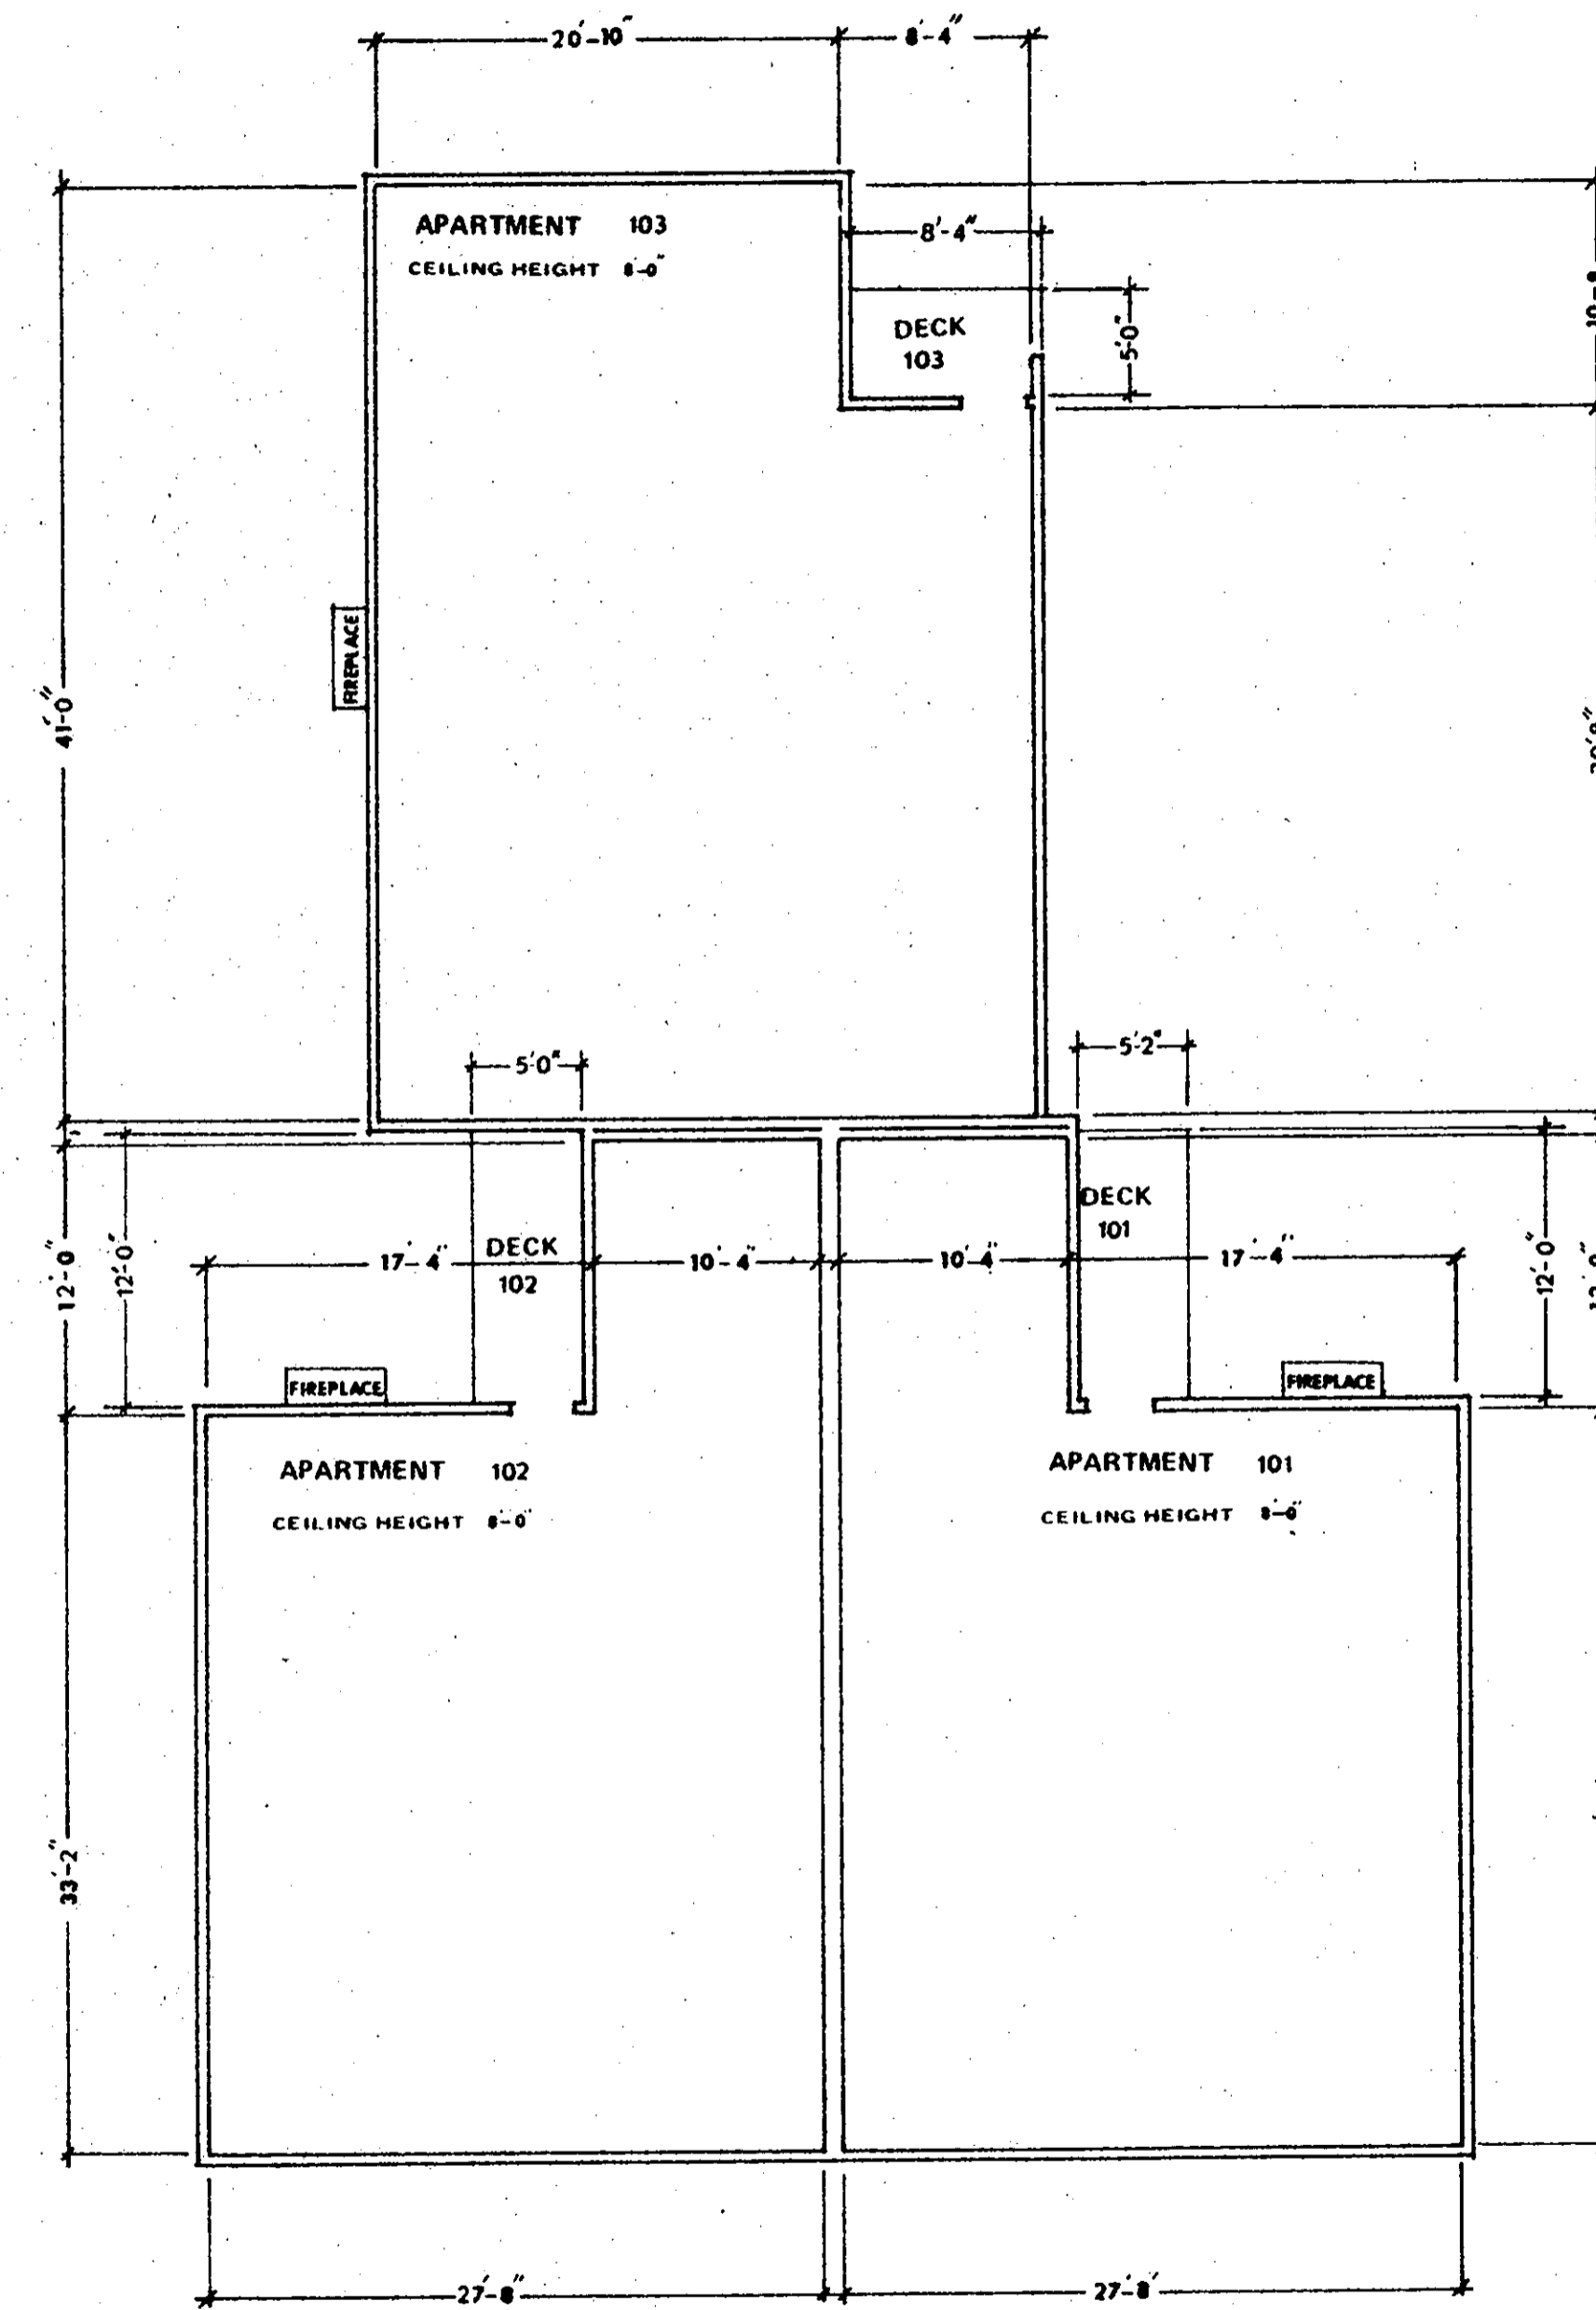 20'-10"
8'-4"
APARTMENT 103
CEILING HEIGHT 8'-0"
8'-4"
DECK
103
5'-0"
FIREPLACE
41'-0"
5'-0"
5'-2"
DECK
101
DECK
102
17'-4"
10'-4"
10'-4"
17'-4"
12'-0"
12'-0"
12'-0"
FIREPLACE
FIREPLACE
APARTMENT 102
CEILING HEIGHT 8'-0"
APARTMENT 101
CEILING HEIGHT 8'-0"
33'-2"
27'-8"
27'-8'